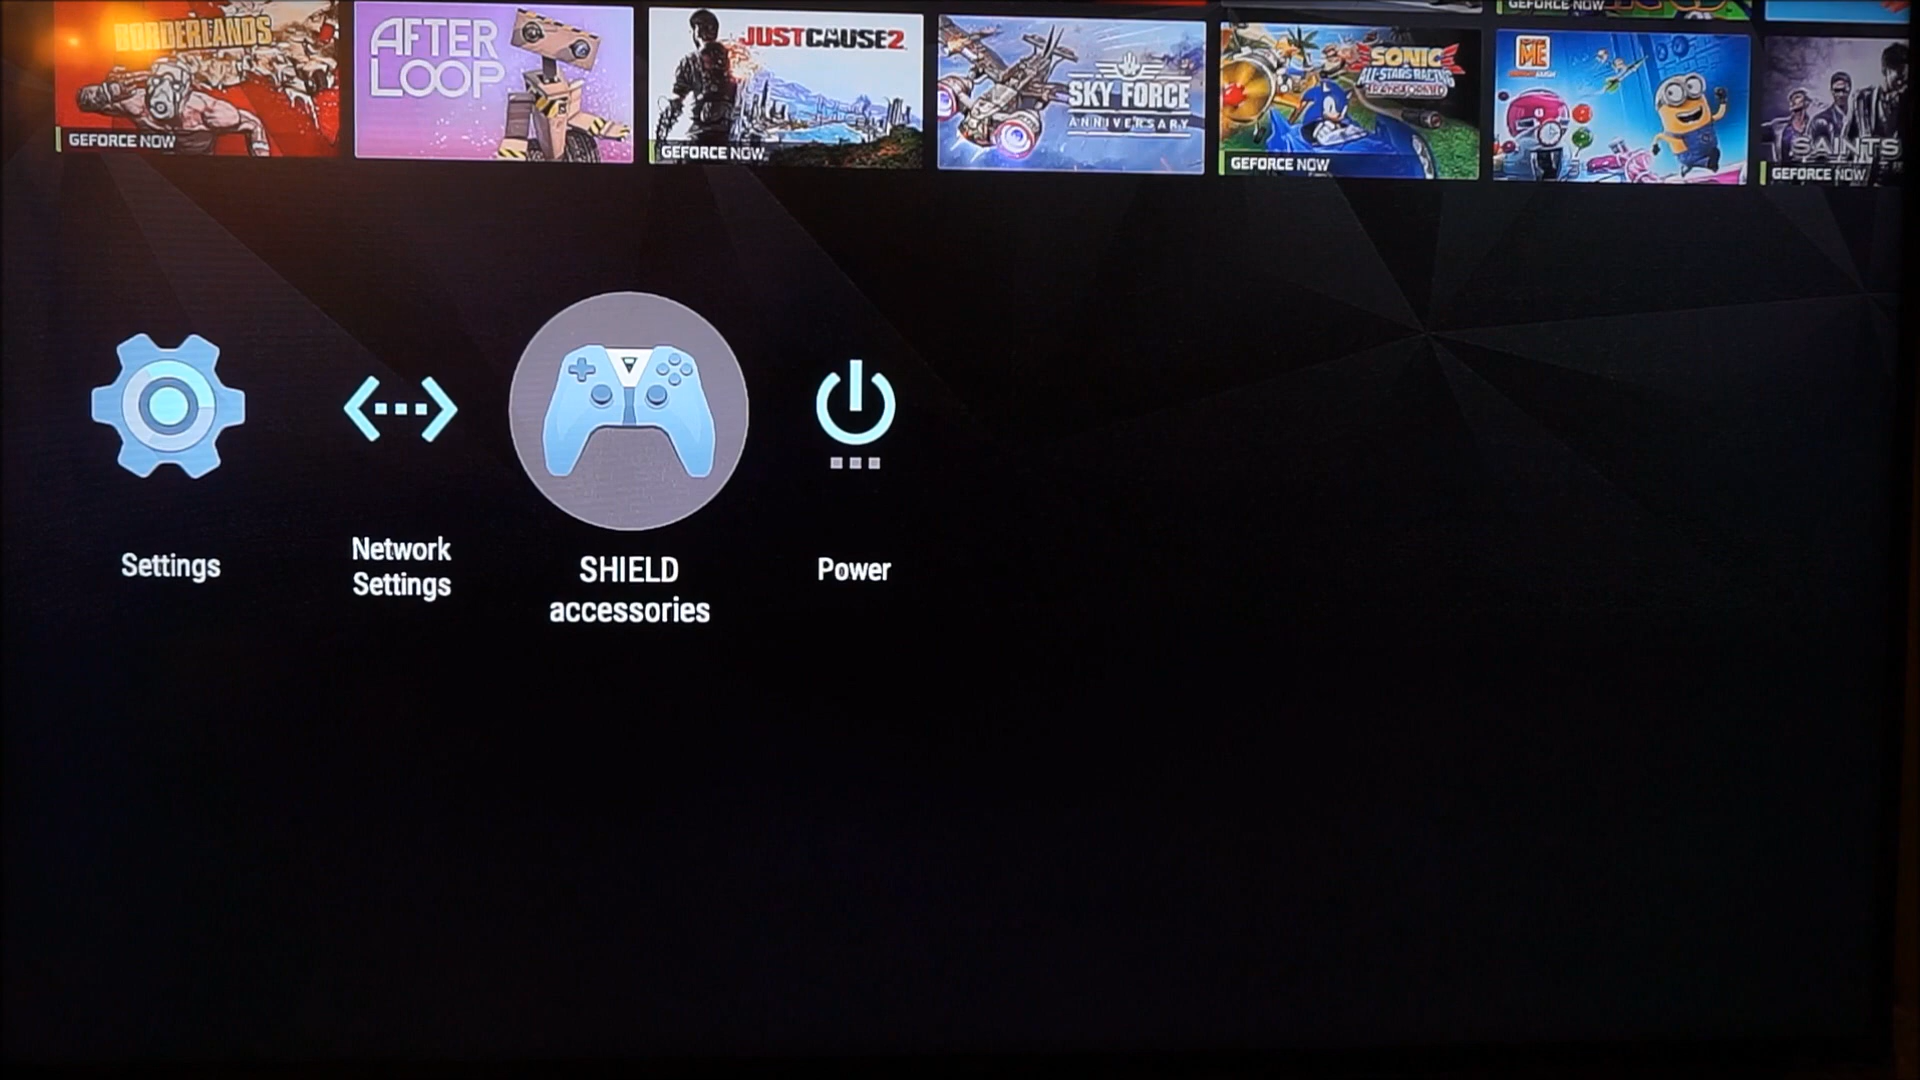 GEFORCE NOW
BORDERLANDS
GEFORCE NOW
AFTER
LOOP
JUST CAUSE 2
GEFORCE NOW
SKY FORCE
ANNIVERSARY
SONIC
ALL-STARS RACING
TRANSFORMED
GEFORCE NOW
ME
SAINTS
GEFORCE NOW
Settings
Network
Settings
SHIELD
accessories
Power